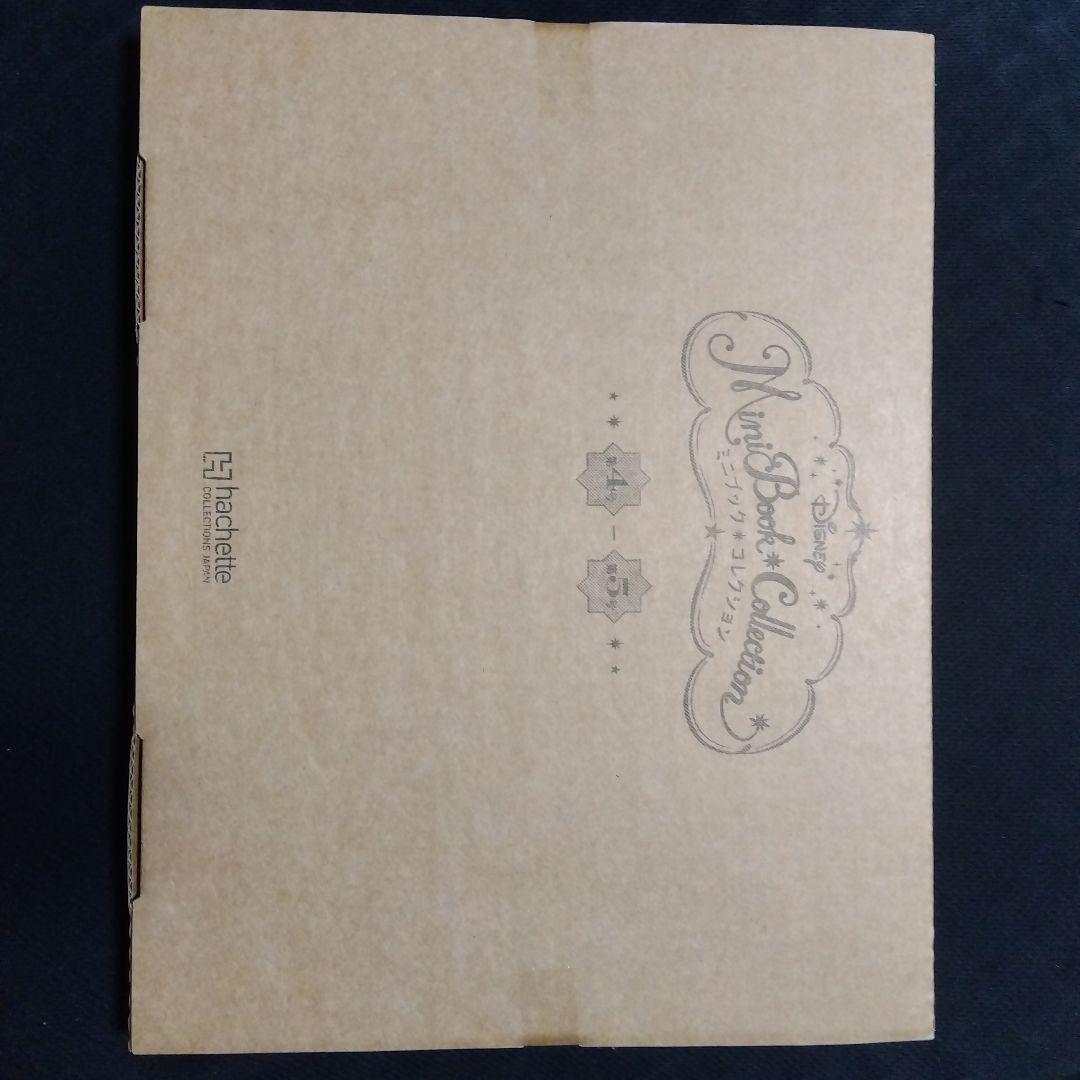 Disney
Mini Book * Collection
ミニブック * コレクション
第4号 — 第5号
hachette
COLLECTIONS JAPAN